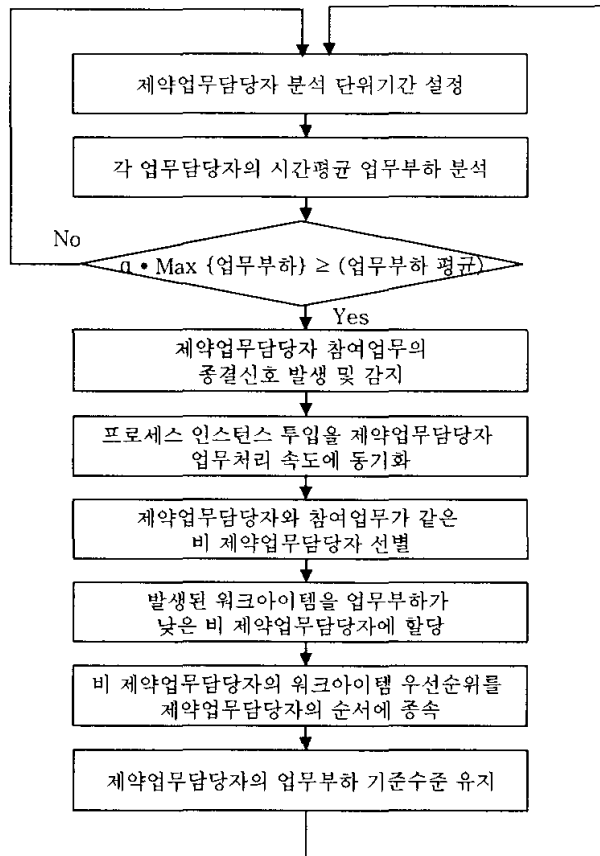 제약업무담당자 분석 단위기간 설정
각 업무담당자의 시간평균 업무부하 분석
No
α • Max {업무부하} ≥ (업무부하 평균)
Yes
제약업무담당자 참여업무의
종결신호 발생 및 감지
프로세스 인스턴스 투입을 제약업무담당자
업무처리 속도에 동기화
제약업무담당자와 참여업무가 같은
비 제약업무담당자 선별
발생된 워크아이템을 업무부하가
낮은 비 제약업무담당자에 할당
비 제약업무담당자의 워크아이템 우선순위를
제약업무담당자의 순서에 종속
제약업무담당자의 업무부하 기준수준 유지